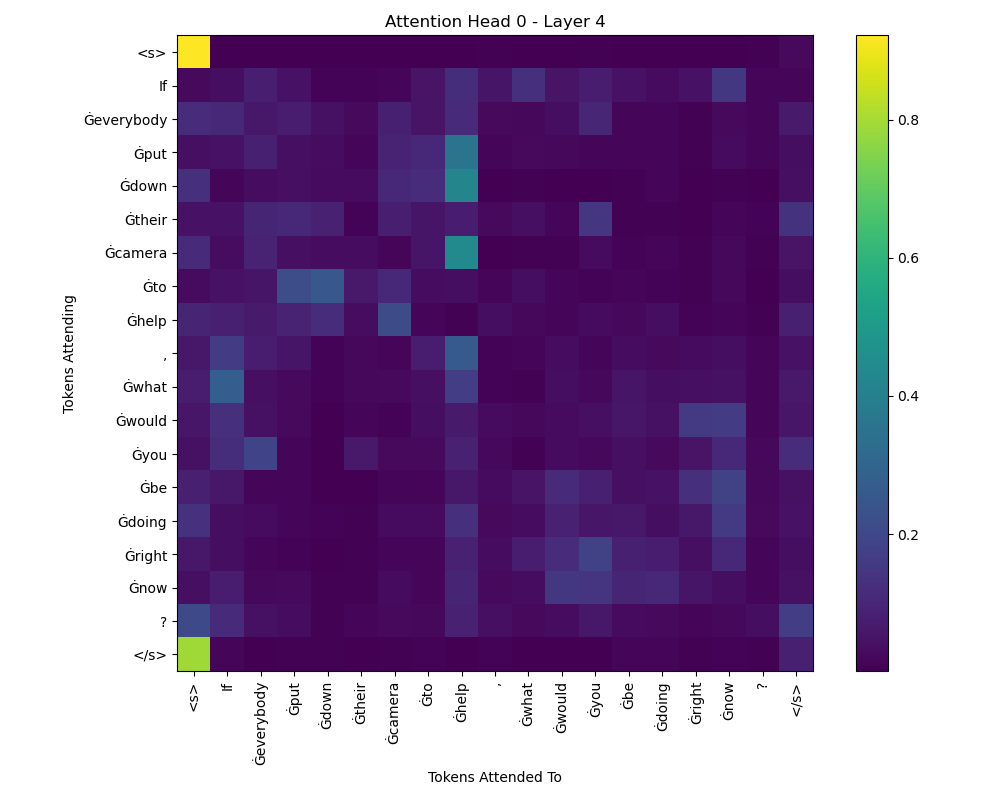 Attention Head 0 - Layer 4
<s>
If
Ġeverybody
Ġput
Ġdown
Ġtheir
Ġcamera
Ġto
Ġhelp
,
Ġwhat
Ġwould
Ġyou
Ġbe
Ġdoing
Ġright
Ġnow
?
</s>
Tokens Attending
<s>
If
Ġeverybody
Ġput
Ġdown
Ġtheir
Ġcamera
Ġto
Ġhelp
,
Ġwhat
Ġwould
Ġyou
Ġbe
Ġdoing
Ġright
Ġnow
?
</s>
Tokens Attended To
0.8
0.6
0.4
0.2